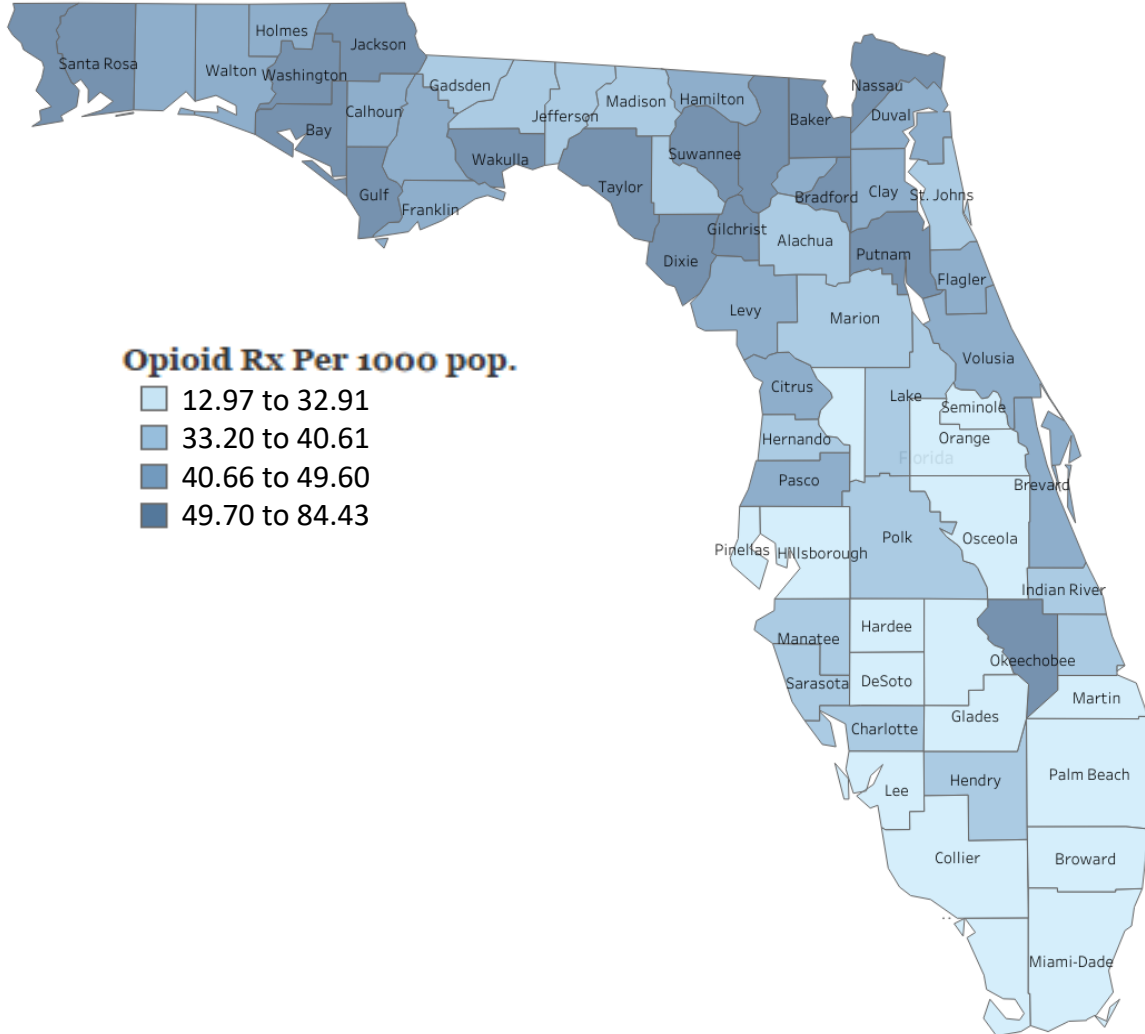 Holmes
Jackson
Santa Rosa
Walton
Washington
Gadsden
Calhoun
Madison
Hamilton
Nassau
Jefferson
Duval
Baker
Bay
Wakulla
Suwannee
Taylor
Gulf
Bradford
Clay
St. Johns
Franklin
Gilchrist
Alachua
Dixie
Putnam
Flagler
Levy
Marion
Volusia
Opioid Rx Per 1000 pop.
12.97 to 32.91
33.20 to 40.61
40.66 to 49.60
49.70 to 84.43
Citrus
Lake
Seminole
Hernando
Orange
Florida
Pasco
Brevard
Polk
Osceola
Pinellas
Hillsborough
Indian River
Hardee
Manatee
Okeechobee
DeSoto
Sarasota
Martin
Glades
Charlotte
Palm Beach
Hendry
Lee
Collier
Broward
Miami-Dade